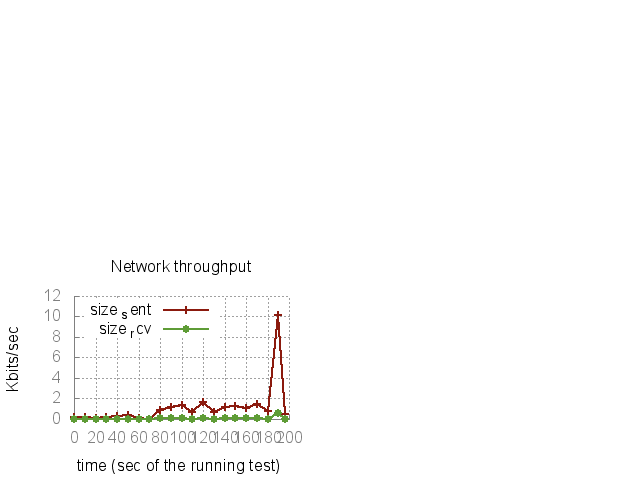 Network throughput
12
10
8
6
4
2
0
Kbits/sec
size sent
size rcv
0 20 40 60 80 100 120 140 160 180 200
time (sec of the running test)